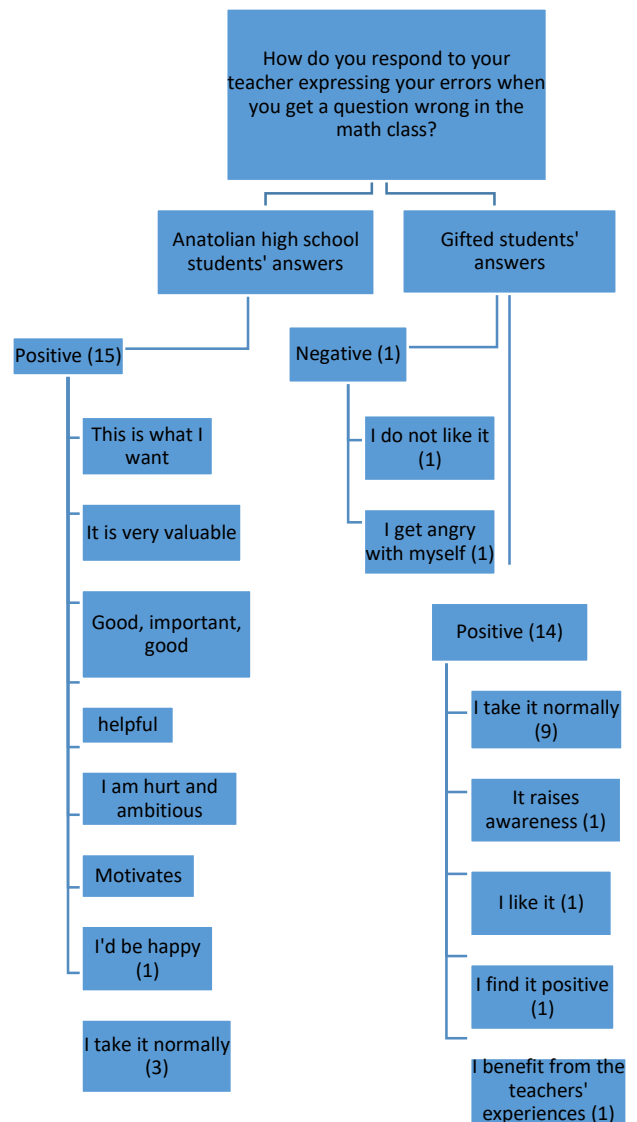 How do you respond to your
teacher expressing your errors when
you get a question wrong in the
math class?
Anatolian high school
students' answers
Gifted students'
answers
Positive (15)
This is what I
want
It is very valuable
Good, important,
good
helpful
I am hurt and
ambitious
Motivates
I'd be happy
(1)
I take it normally
(3)
Negative (1)
I do not like it
(1)
I get angry
with myself (1)
Positive (14)
I take it normally
(9)
It raises
awareness (1)
I like it (1)
I find it positive
(1)
I benefit from the
teachers'
experiences (1)